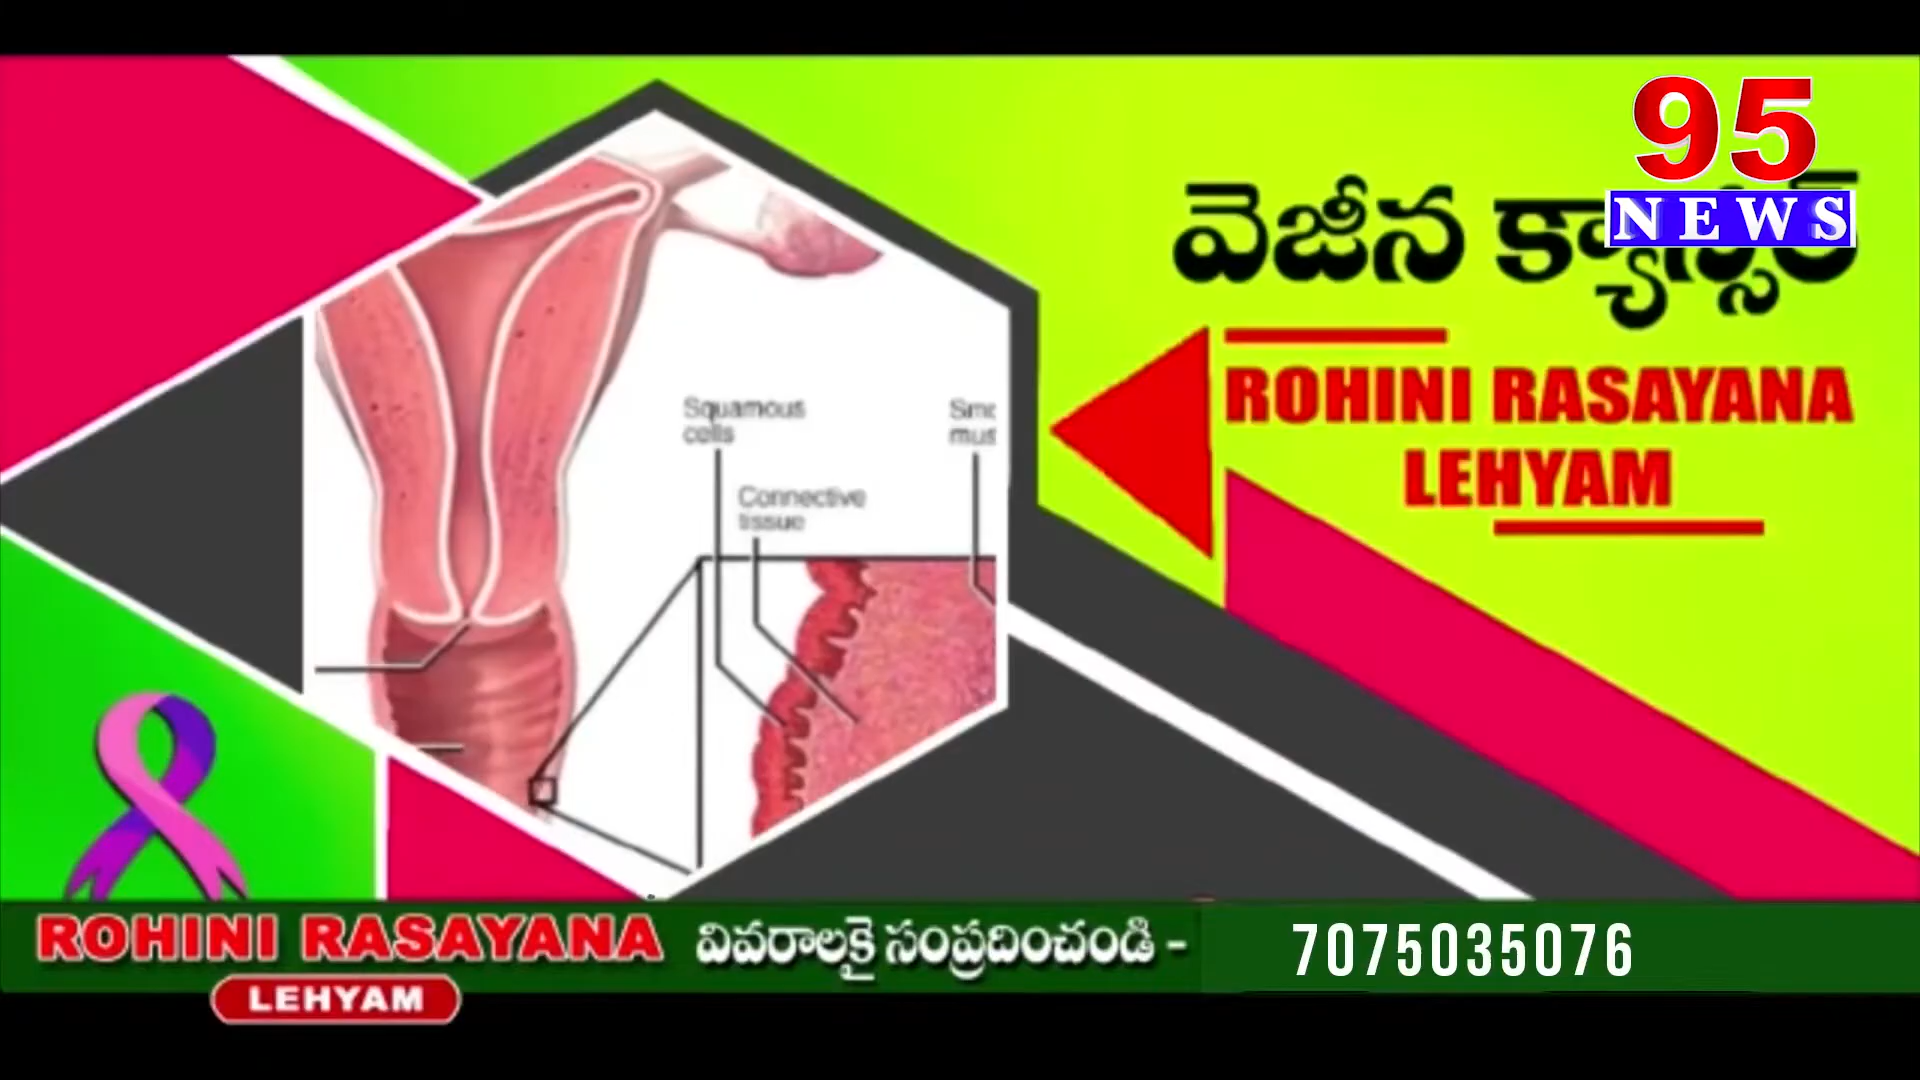 95
NEWS
వెజీన క్యాన్సర్
ROHINI RASAYANA
LEHYAM
Squamous
cells
Connective
tissue
ROHINI RASAYANA
LEHYAM
వివరాలకై సంప్రదించండి -
7075035076